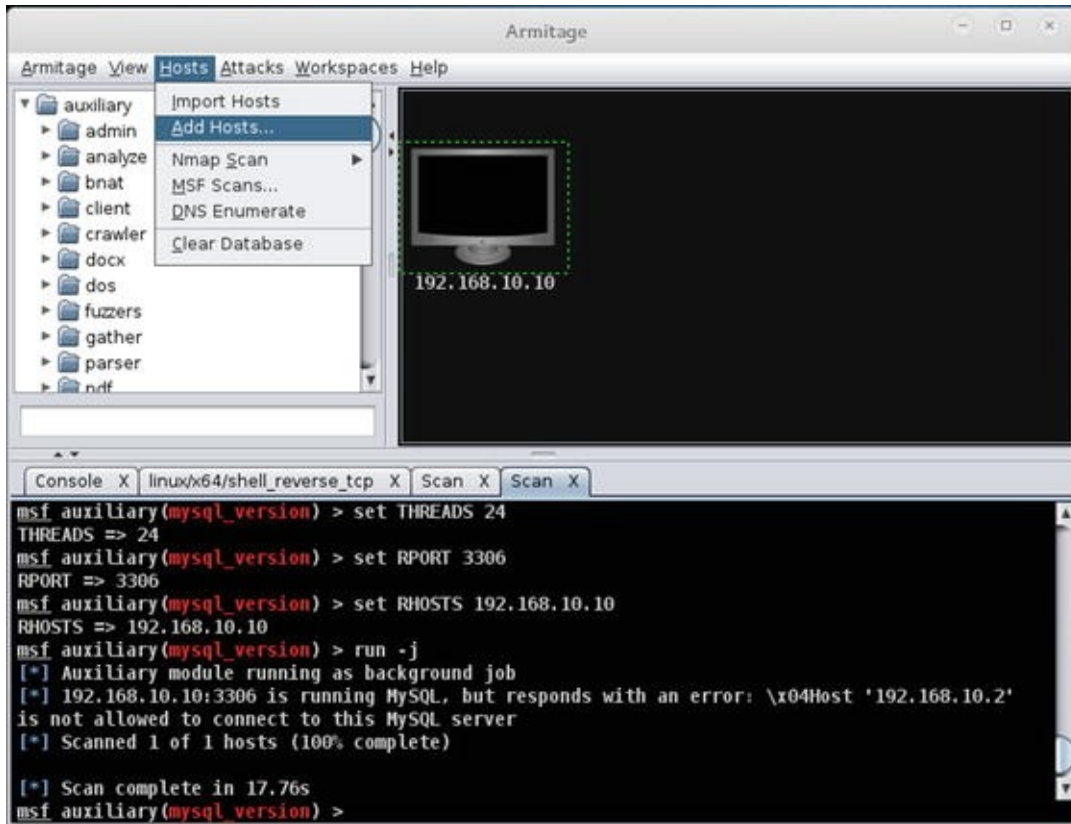 Armitage
Armitage View Hosts Attacks Workspaces Help
auxiliary
admin
analyze
bnat
client
crawler
docx
dos
fuzzers
gather
parser
pdf
Import Hosts
Add Hosts...
Nmap Scan
MSF Scans...
DNS Enumerate
Clear Database
192.168.10.10
Console X linux/x64/shell_reverse_tcp X Scan X Scan X
msf auxiliary(mysql_version) > set THREADS 24
THREADS => 24
msf auxiliary(mysql_version) > set RPORT 3306
RPORT => 3306
msf auxiliary(mysql_version) > set RHOSTS 192.168.10.10
RHOSTS => 192.168.10.10
msf auxiliary(mysql_version) > run -j
[*] Auxiliary module running as background job
[*] 192.168.10.10:3306 is running MySQL, but responds with an error: \x04Host '192.168.10.2'
is not allowed to connect to this MySQL server
[*] Scanned 1 of 1 hosts (100% complete)
[*] Scan complete in 17.76s
msf auxiliary(mysql_version) >